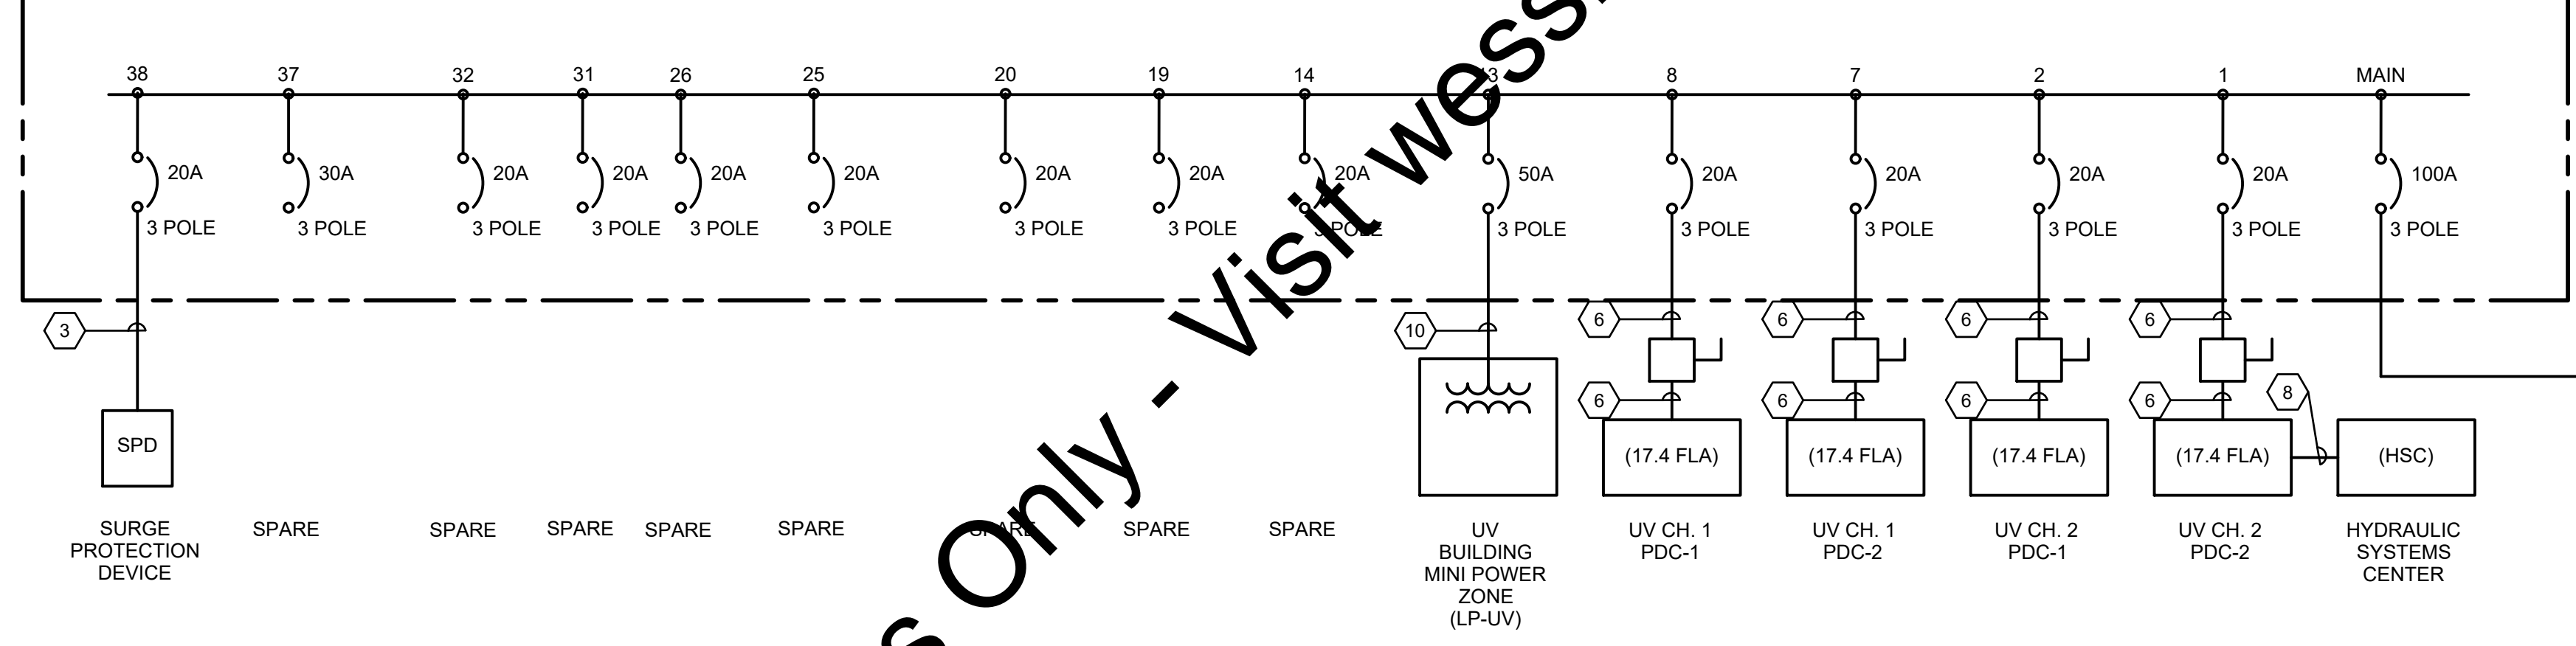 38 37 32 31 26 25 20 19 14 13 8 7 2 1 MAIN
20A 30A 20A 20A 20A 20A 20A 20A 20A 50A 20A 20A 20A 20A 100A
3 POLE 3 POLE 3 POLE 3 POLE 3 POLE 3 POLE 3 POLE 3 POLE 3 POLE 3 POLE 3 POLE 3 POLE 3 POLE 3 POLE 3 POLE
3 10 6 6 6 6
6 6 6 6 8
SPD (17.4 FLA) (17.4 FLA) (17.4 FLA) (17.4 FLA) (HSC)
SURGE
PROTECTION
DEVICE
SPARE
SPARE
SPARE
SPARE
SPARE
SPARE
SPARE
SPARE
UV
BUILDING
MINI POWER
ZONE
(LP-UV)
UV CH. 1
PDC-1
UV CH. 1
PDC-2
UV CH. 2
PDC-1
UV CH. 2
PDC-2
HYDRAULIC
SYSTEMS
CENTER
Only - Visit